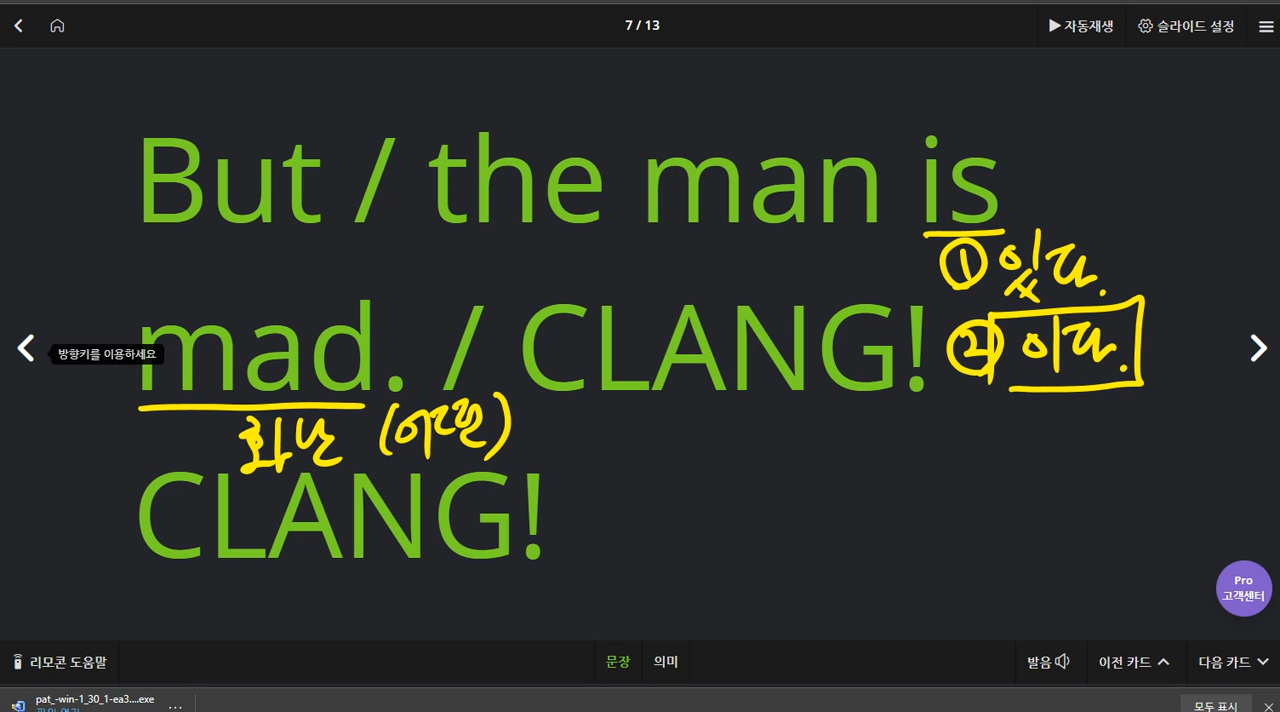 7 / 13
▶ 자동재생
슬라이드 설정
But / the man is
① 있다.
mad. / CLANG!
② 이다.
방향키를 이용하세요
화난
CLANG!
Pro
고객센터
리모콘 도움말
문장
의미
발음
이전 카드
다음 카드
pat_-win-1_30_1-ea3....exe
...
모두 표시